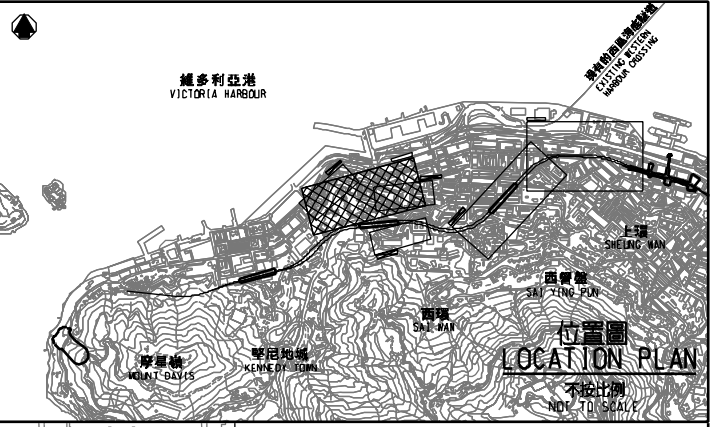 現有的西區海底隧道
EXISTING WESTERN
HARBOUR CROSSING
維多利亞港
VICTORIA HARBOUR
上環
SHEUNG WAN
西營盤
SAI YING PUN
西環
SAI WAN
堅尼地城
KENNEDY TOWN
摩星嶺
MOUNT DAVIS
位置圖
LOCATION PLAN
不按比例
NOT TO SCALE